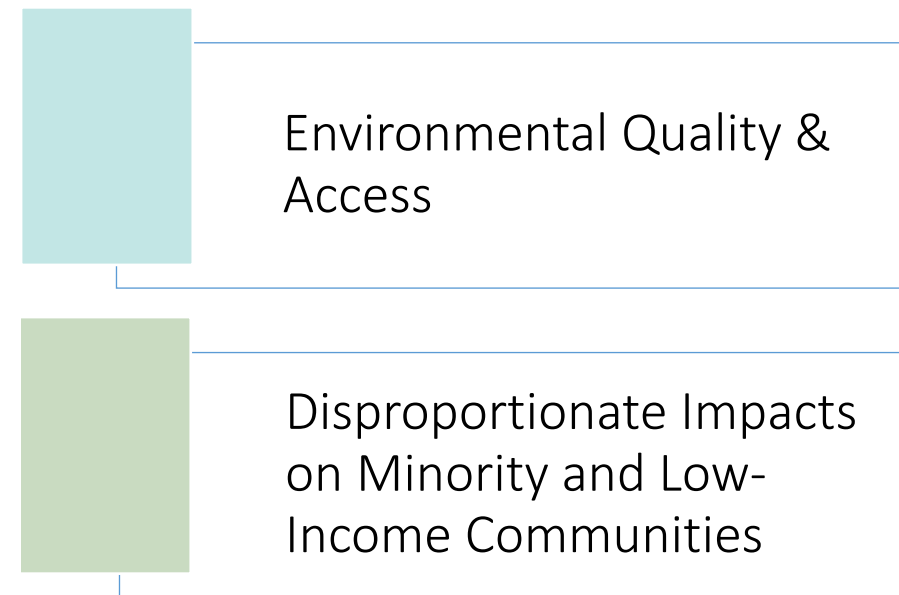 Environmental Quality &
Access
Disproportionate Impacts
on Minority and Low-
Income Communities